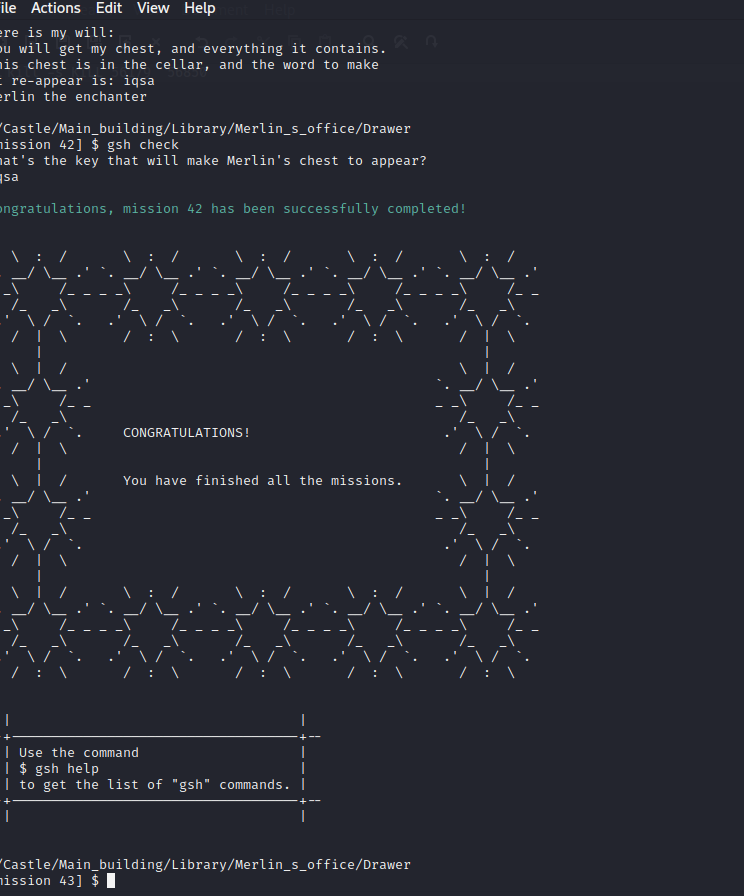 ile Actions Edit View Help
ere is my will:
ou will get my chest, and everything it contains.
his chest is in the cellar, and the word to make
t re-appear is: iqsa
erlin the enchanter
/Castle/Main_building/Library/Merlin_s_office/Drawer
mission 42] $ gsh check
hat's the key that will make Merlin's chest to appear?
qsa
ongratulations, mission 42 has been successfully completed!
CONGRATULATIONS!
You have finished all the missions.
Use the command
$ gsh help
to get the list of "gsh" commands.
/Castle/Main_building/Library/Merlin_s_office/Drawer
mission 43] $